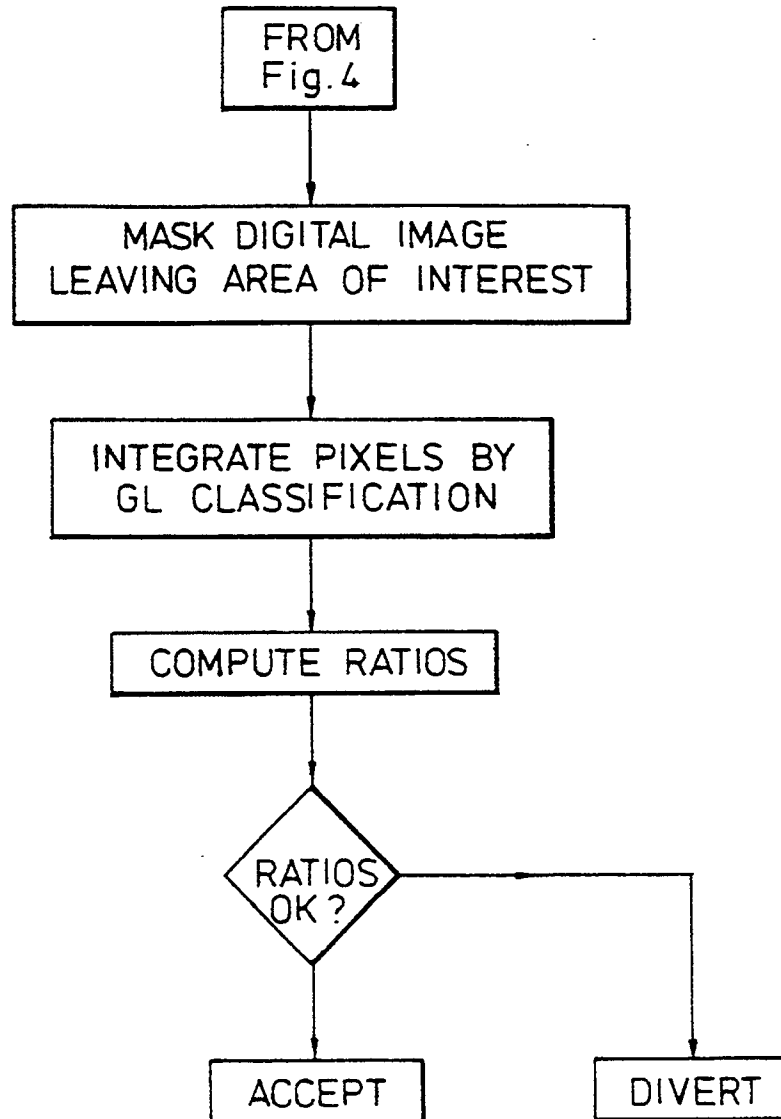 FROM
Fig.4
MASK DIGITAL IMAGE
LEAVING AREA OF INTEREST
INTEGRATE PIXELS BY
GL CLASSIFICATION
COMPUTE RATIOS
RATIOS
OK?
ACCEPT
DIVERT